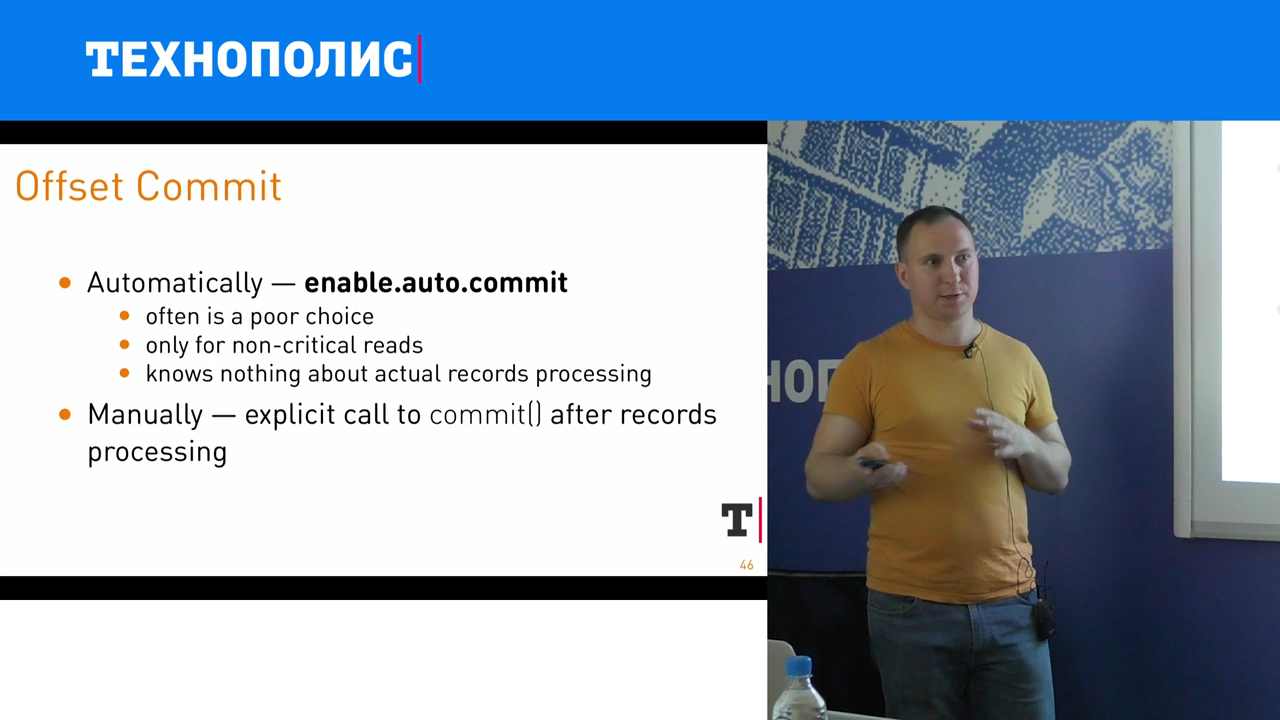 ТЕХНОПОЛИС
Offset Commit
• Automatically — enable.auto.commit
• often is a poor choice
• only for non-critical reads
• knows nothing about actual records processing
• Manually — explicit call to commit() after records
processing
T
46
НОП